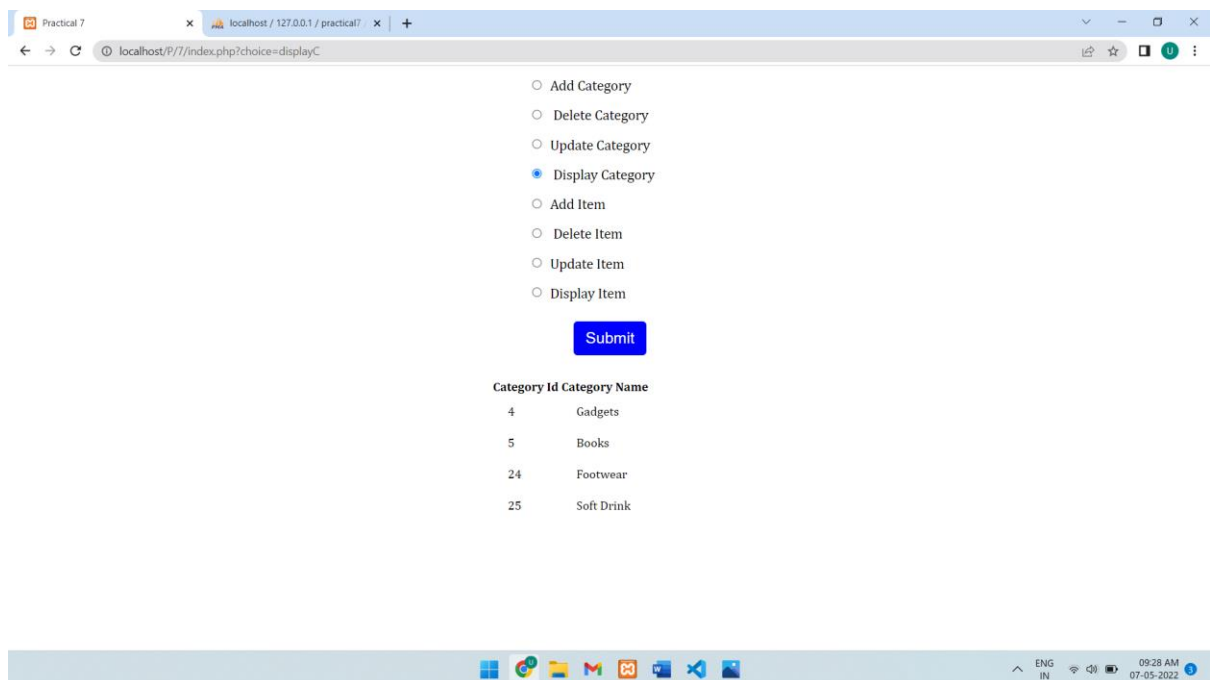 Practical 7
localhost / 127.0.0.1 / practical7
localhost/P/7/index.php?choice=displayC
U
Add Category
Delete Category
Update Category
Display Category
Add Item
Delete Item
Update Item
Display Item
Submit
Category Id Category Name
4 Gadgets
5 Books
24 Footwear
25 Soft Drink
ENG 09:28 AM
IN 07-05-2022 3